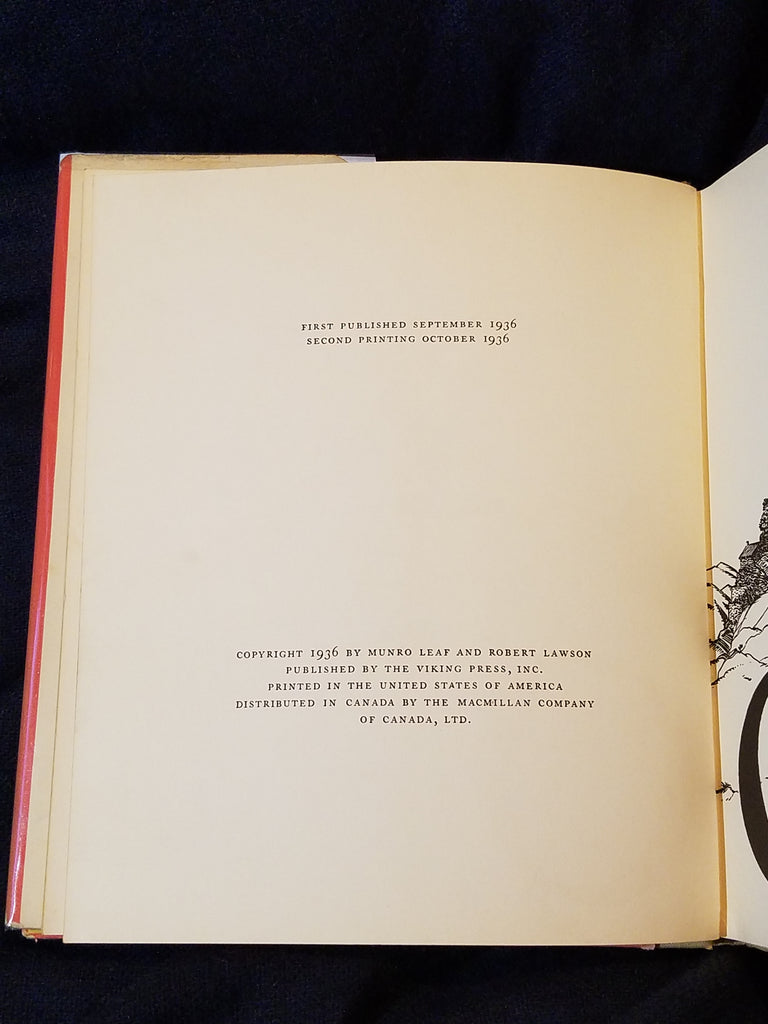 FIRST PUBLISHED SEPTEMBER 1936
SECOND PRINTING OCTOBER 1936
COPYRIGHT 1936 BY MUNRO LEAF AND ROBERT LAWSON
PUBLISHED BY THE VIKING PRESS, INC.
PRINTED IN THE UNITED STATES OF AMERICA
DISTRIBUTED IN CANADA BY THE MACMILLAN COMPANY
OF CANADA, LTD.